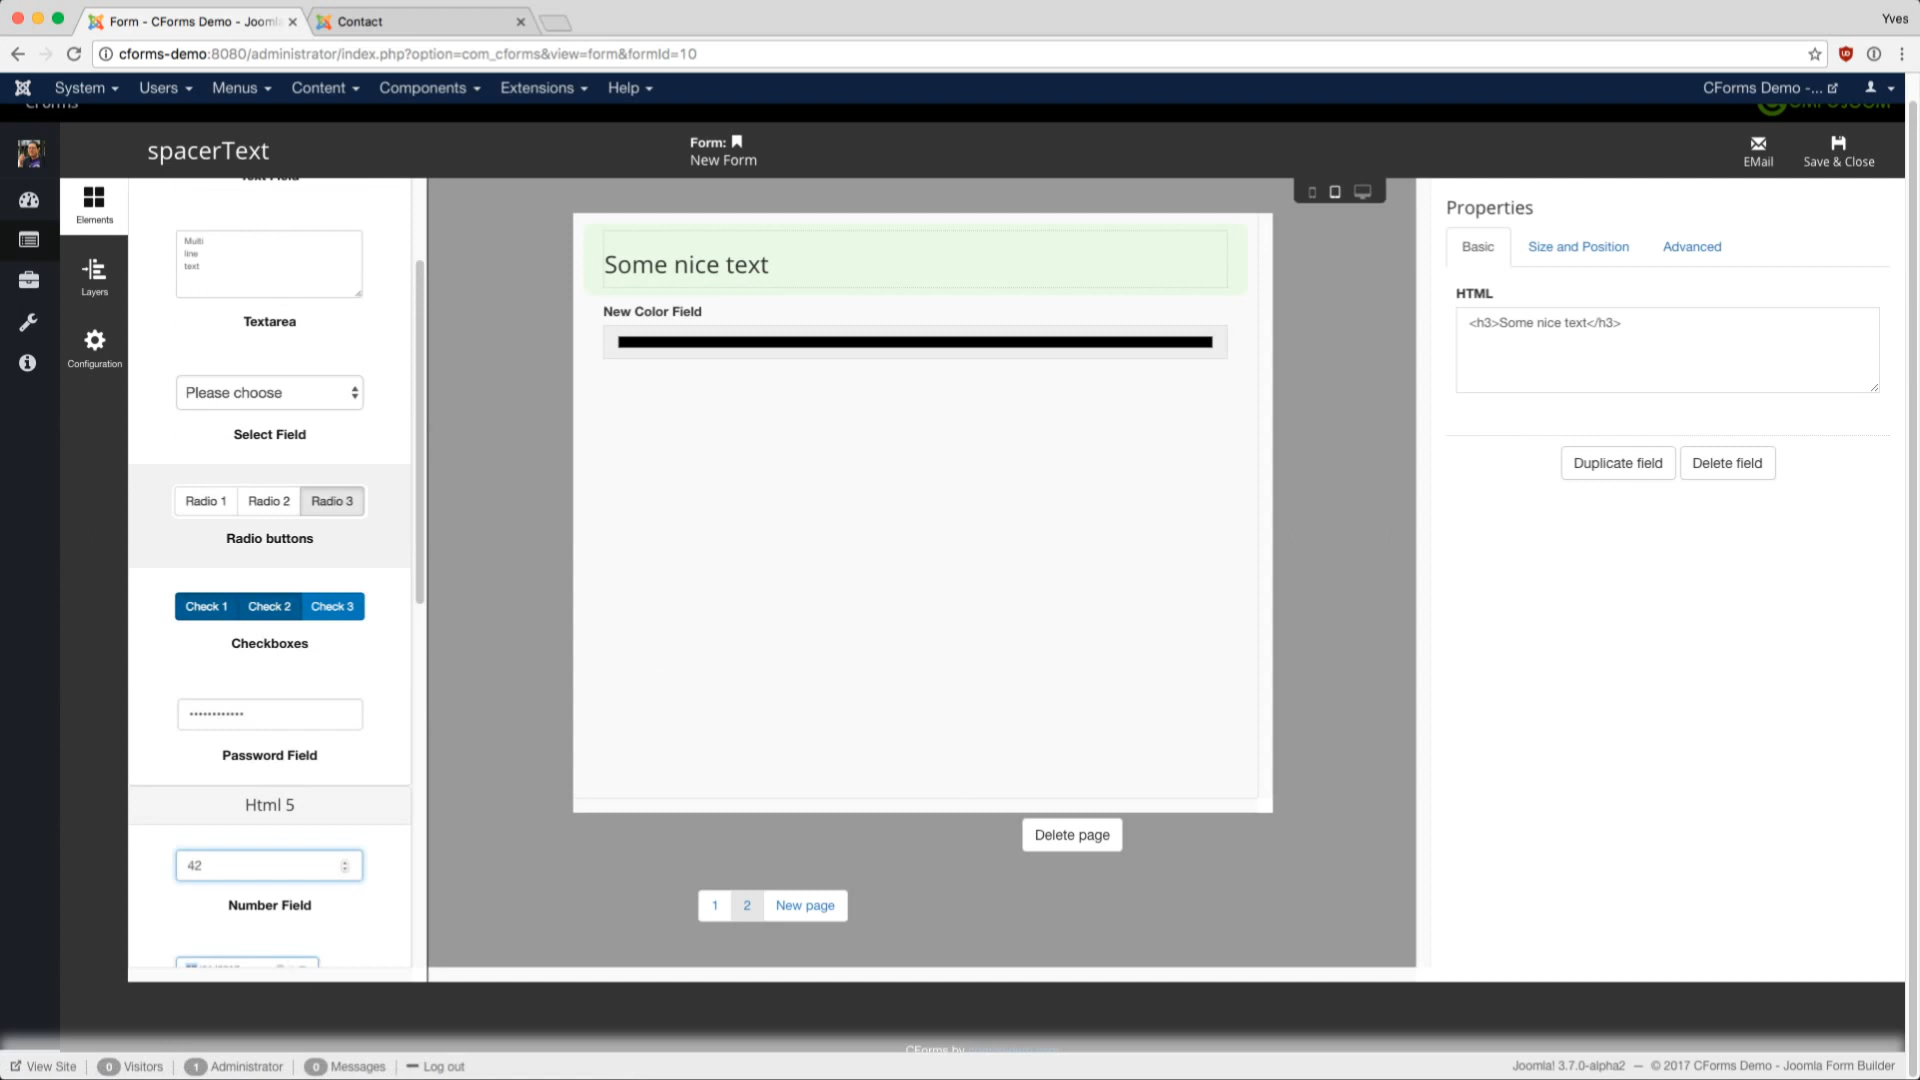 Form - CForms Demo - Jooml
Contact
Yves
cforms-demo:8080/administrator/index.php?option=com_cforms&view=form&formId=10
System
Users
Menus
Content
Components
Extensions
Help
CForms Demo -...
CForms
spacerText
Form:
New Form
EMail
Save & Close
Elements
Layers
Configuration
Text Field
Multi
line
text
Textarea
Please choose
Select Field
Radio 1
Radio 2
Radio 3
Radio buttons
Check 1
Check 2
Check 3
Checkboxes
Password Field
Html 5
42
Number Field
Some nice text
New Color Field
Delete page
1
2
New page
Properties
Basic
Size and Position
Advanced
HTML
<h3>Some nice text</h3>
Duplicate field
Delete field
CForms by
View Site
0 Visitors
1 Administrator
0 Messages
Log out
Joomla! 3.7.0-alpha2 — © 2017 CForms Demo - Joomla Form Builder